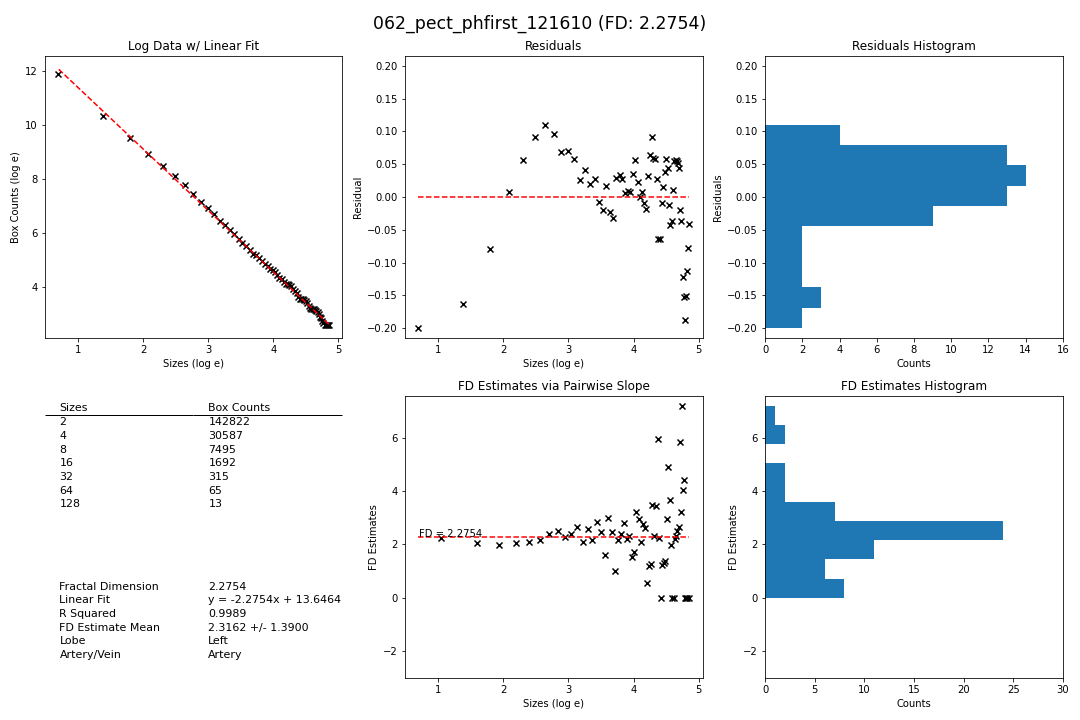 062_pect_phfirst_121610 (FD: 2.2754)
Log Data w/ Linear Fit
Box Counts (log e)
12
10
8
6
4
1 2 3 4 5
Sizes (log e)
Residuals
Residual
0.20
0.15
0.10
0.05
0.00
−0.05
−0.10
−0.15
−0.20
1 2 3 4 5
Sizes (log e)
Residuals Histogram
Residuals
0.20
0.15
0.10
0.05
0.00
−0.05
−0.10
−0.15
−0.20
0 2 4 6 8 10 12 14 16
Counts
Sizes Box Counts
2 142822
4 30587
8 7495
16 1692
32 315
64 65
128 13
Fractal Dimension 2.2754
Linear Fit y = -2.2754x + 13.6464
R Squared 0.9989
FD Estimate Mean 2.3162 +/- 1.3900
Lobe Left
Artery/Vein Artery
FD Estimates via Pairwise Slope
FD Estimates
6
4
2
0
−2
FD = 2.2754
1 2 3 4 5
Sizes (log e)
FD Estimates Histogram
FD Estimates
6
4
2
0
−2
0 5 10 15 20 25 30
Counts